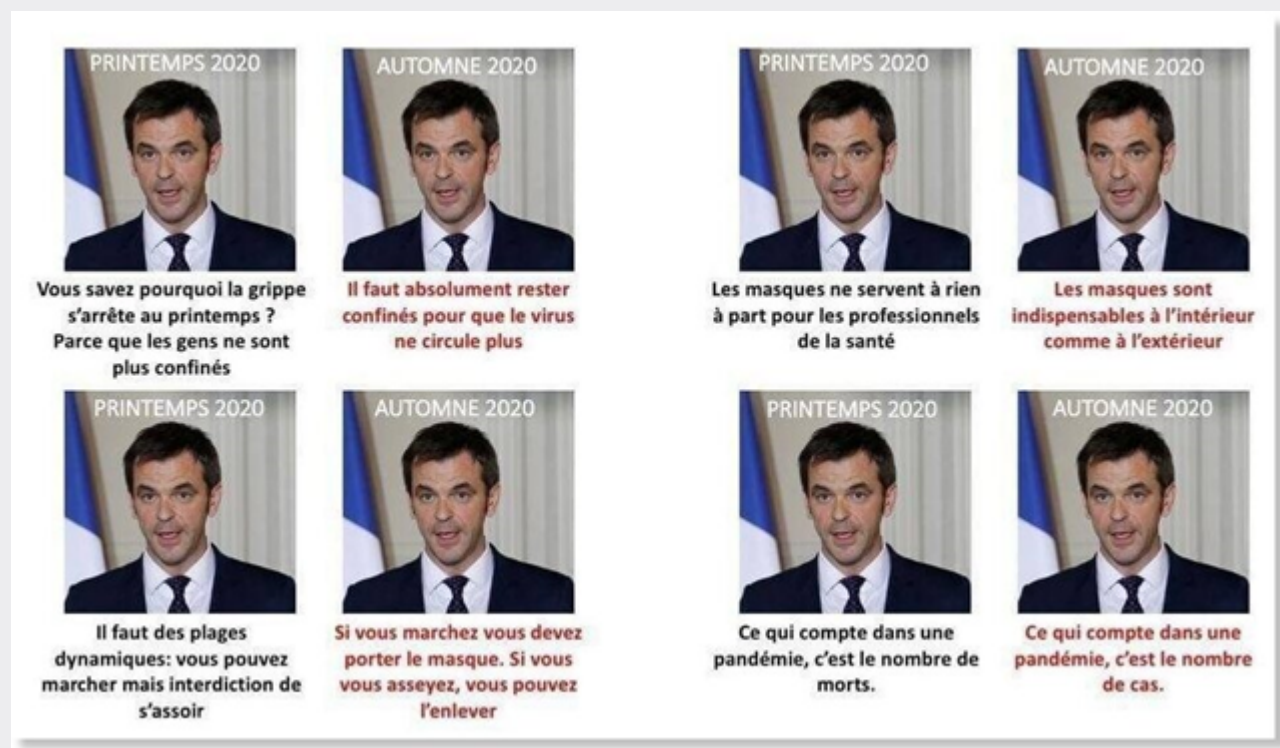 PRINTEMPS 2020
Vous savez pourquoi la grippe
s'arrête au printemps ?
Parce que les gens ne sont
plus confinés
AUTOMNE 2020
Il faut absolument rester
confinés pour que le virus
ne circule plus
PRINTEMPS 2020
Les masques ne servent à rien
à part pour les professionnels
de la santé
AUTOMNE 2020
Les masques sont
indispensables à l'intérieur
comme à l'extérieur
PRINTEMPS 2020
Il faut des plages
dynamiques: vous pouvez
marcher mais interdiction de
s'assoir
AUTOMNE 2020
Si vous marchez vous devez
porter le masque. Si vous
vous asseyez, vous pouvez
l'enlever
PRINTEMPS 2020
Ce qui compte dans une
pandémie, c'est le nombre de
morts.
AUTOMNE 2020
Ce qui compte dans une
pandémie, c'est le nombre
de cas.